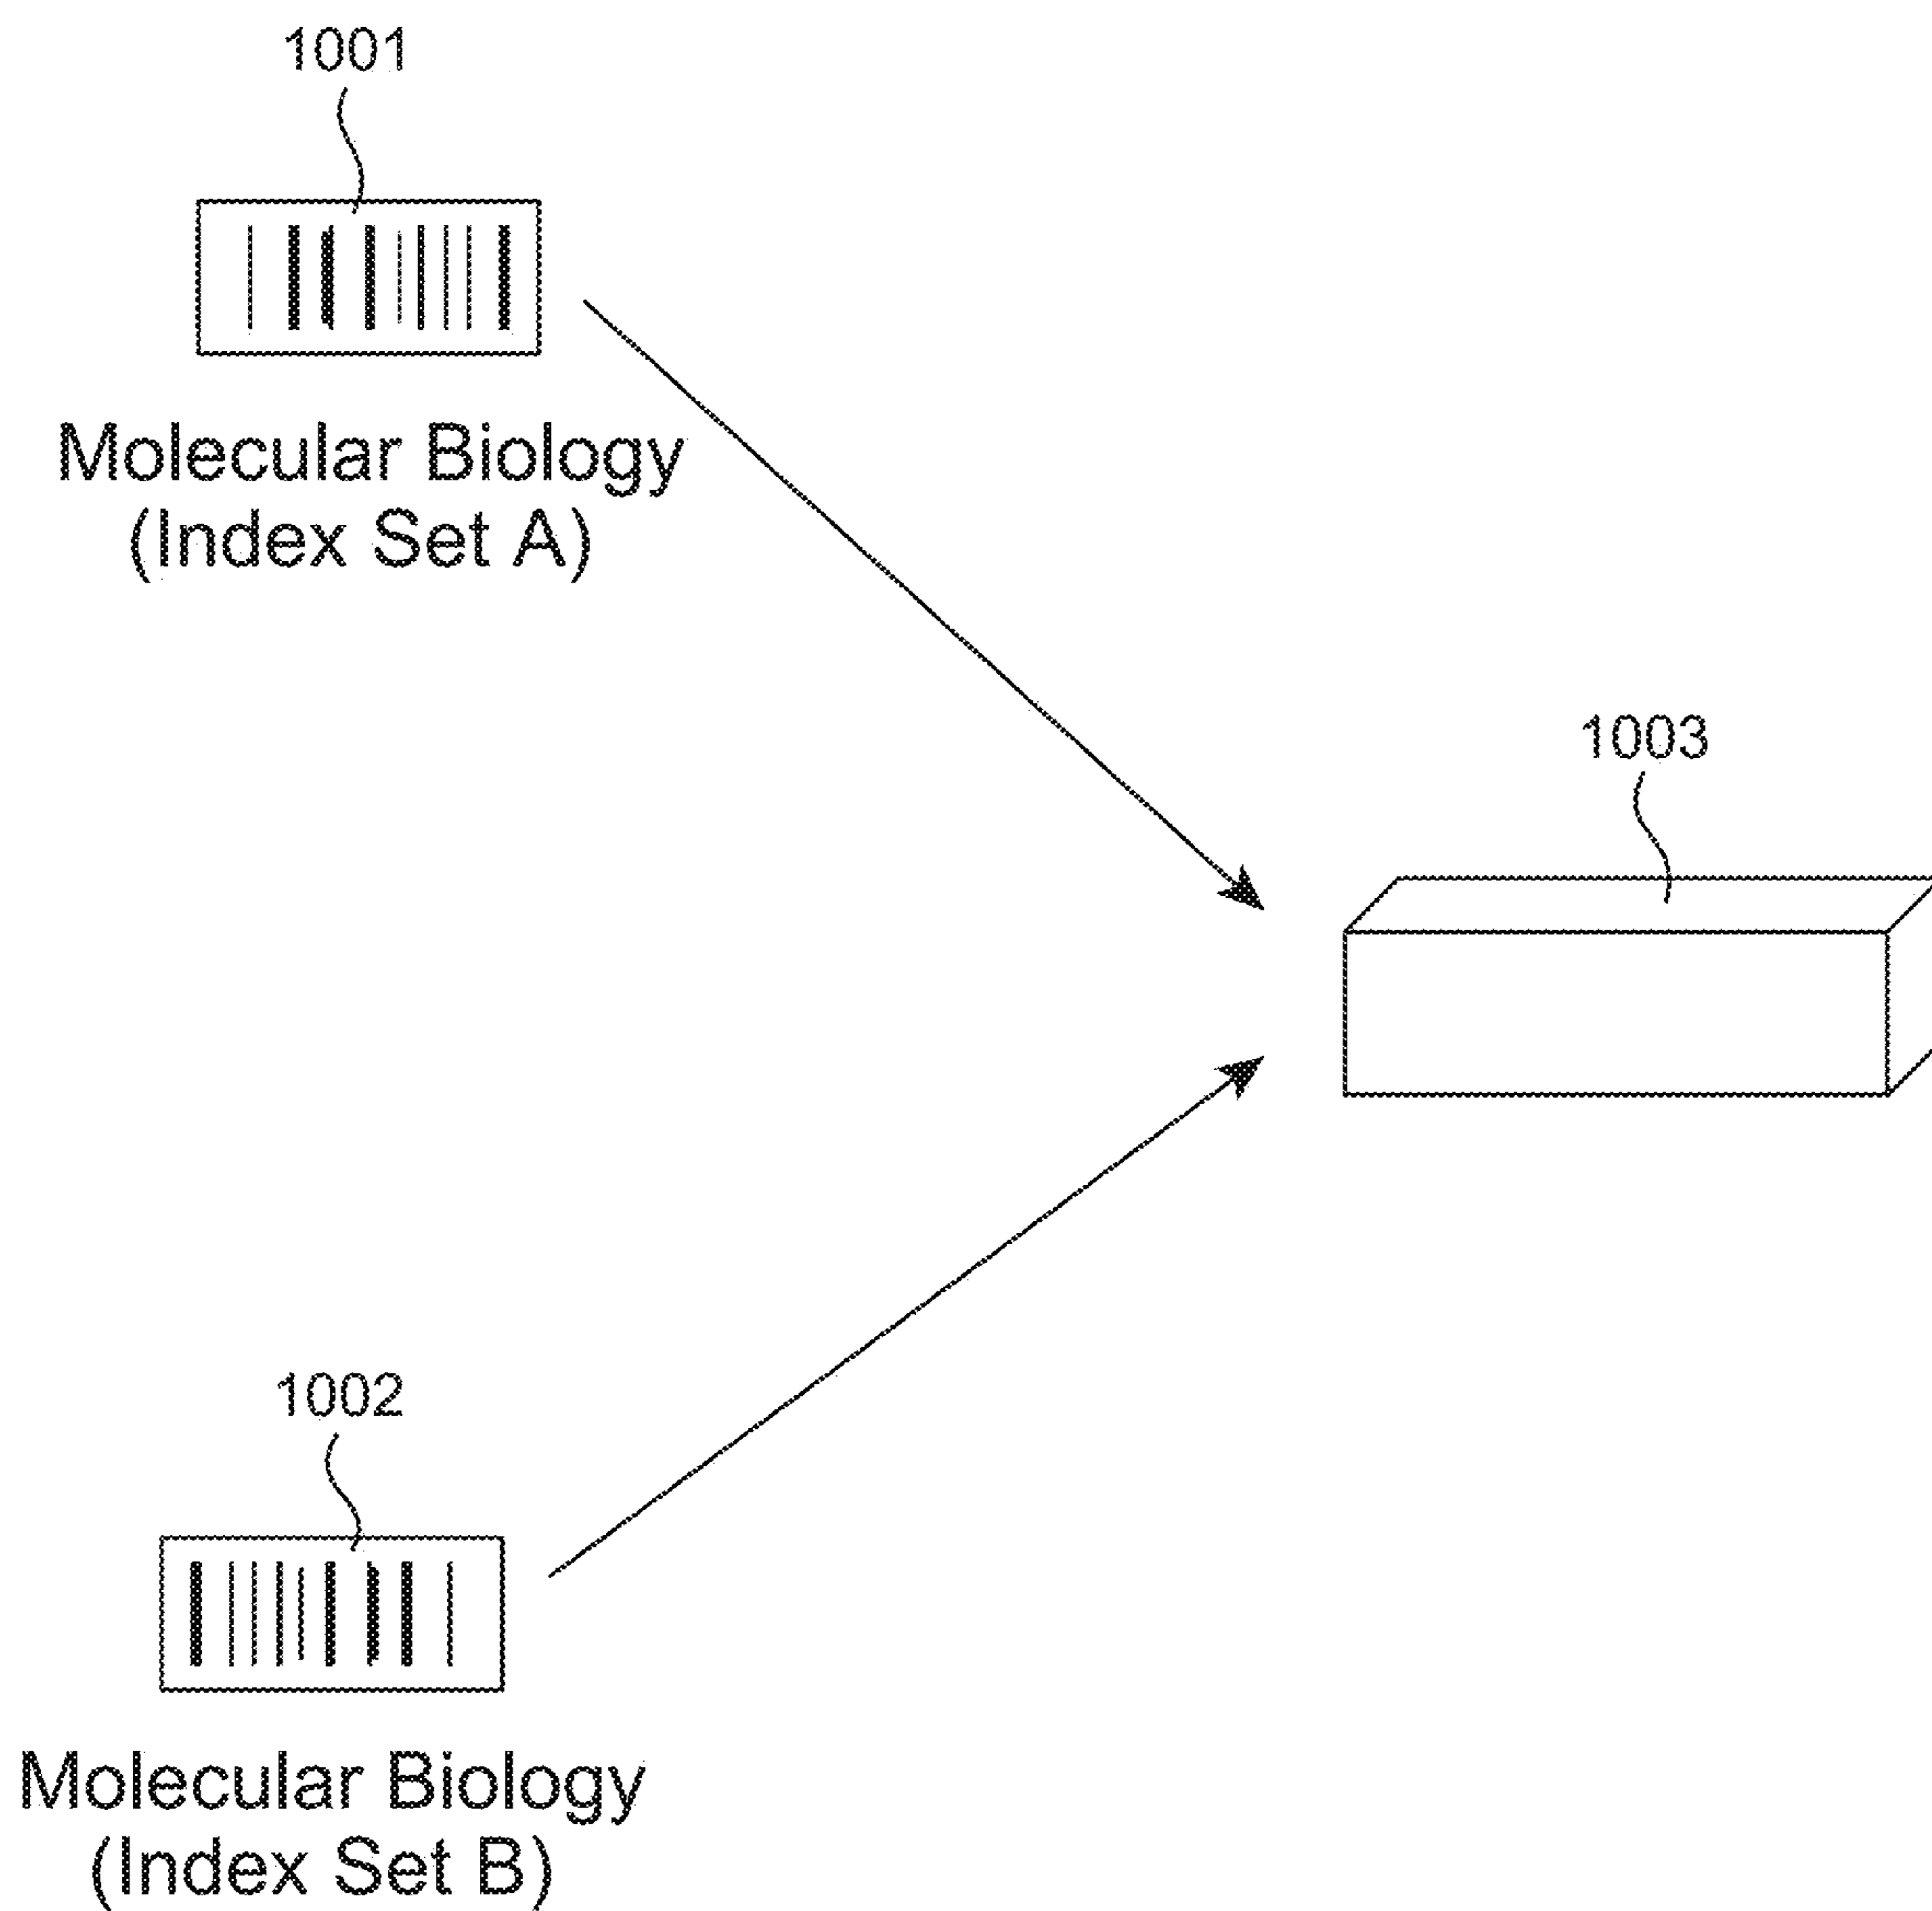 1001
Molecular Biology
(Index Set A)
1003
1002
Molecular Biology
(Index Set B)